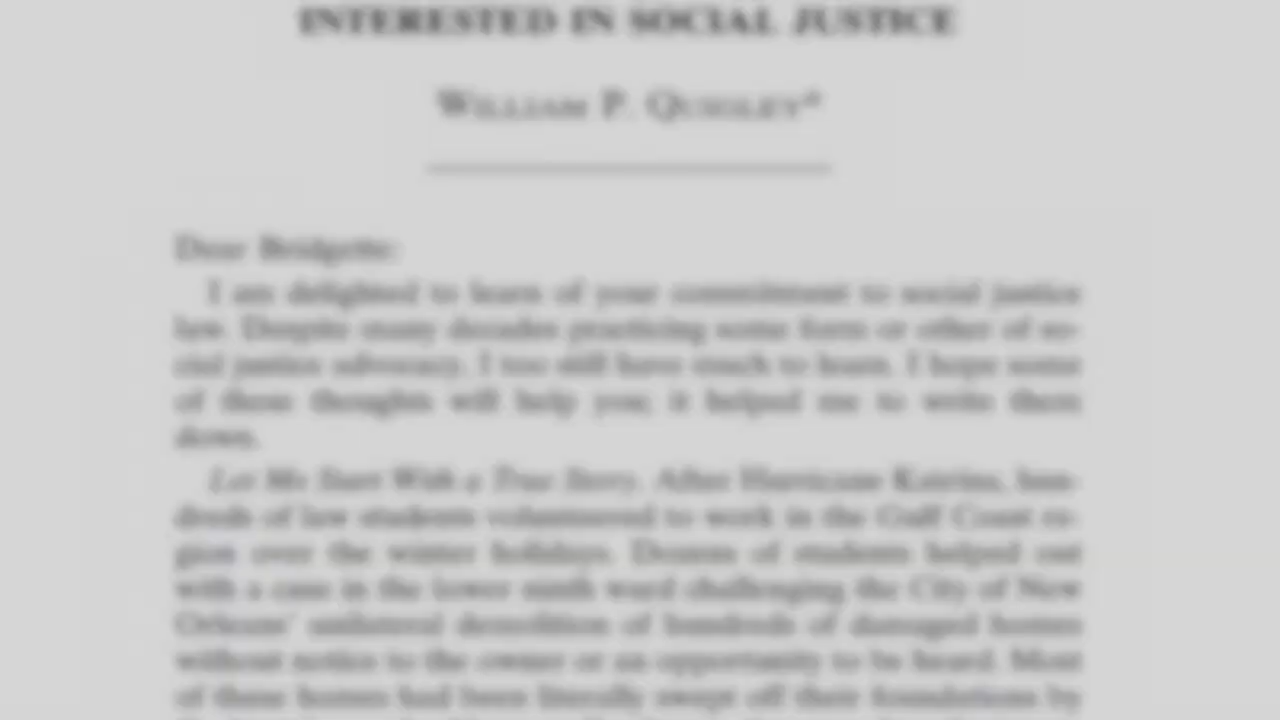 INTERESTED IN SOCIAL JUSTICE
WILLIAM P. QUIGLEY*
Dear Bridgette:
I am delighted to learn of your commitment to social justice
law. Despite many decades practicing some form or other of so-
cial justice advocacy, I too still have much to learn. I hope some
of these thoughts will help you; it helped me to write them
down.
Let Me Start With a True Story. After Hurricane Katrina, hun-
dreds of law students volunteered to work in the Gulf Coast re-
gion over the winter holidays. Dozens of students helped out
with a case in the lower ninth ward challenging the City of New
Orleans' unilateral demolition of hundreds of damaged homes
without notice to the owner or an opportunity to be heard. Most
of these homes had been literally swept off their foundations by